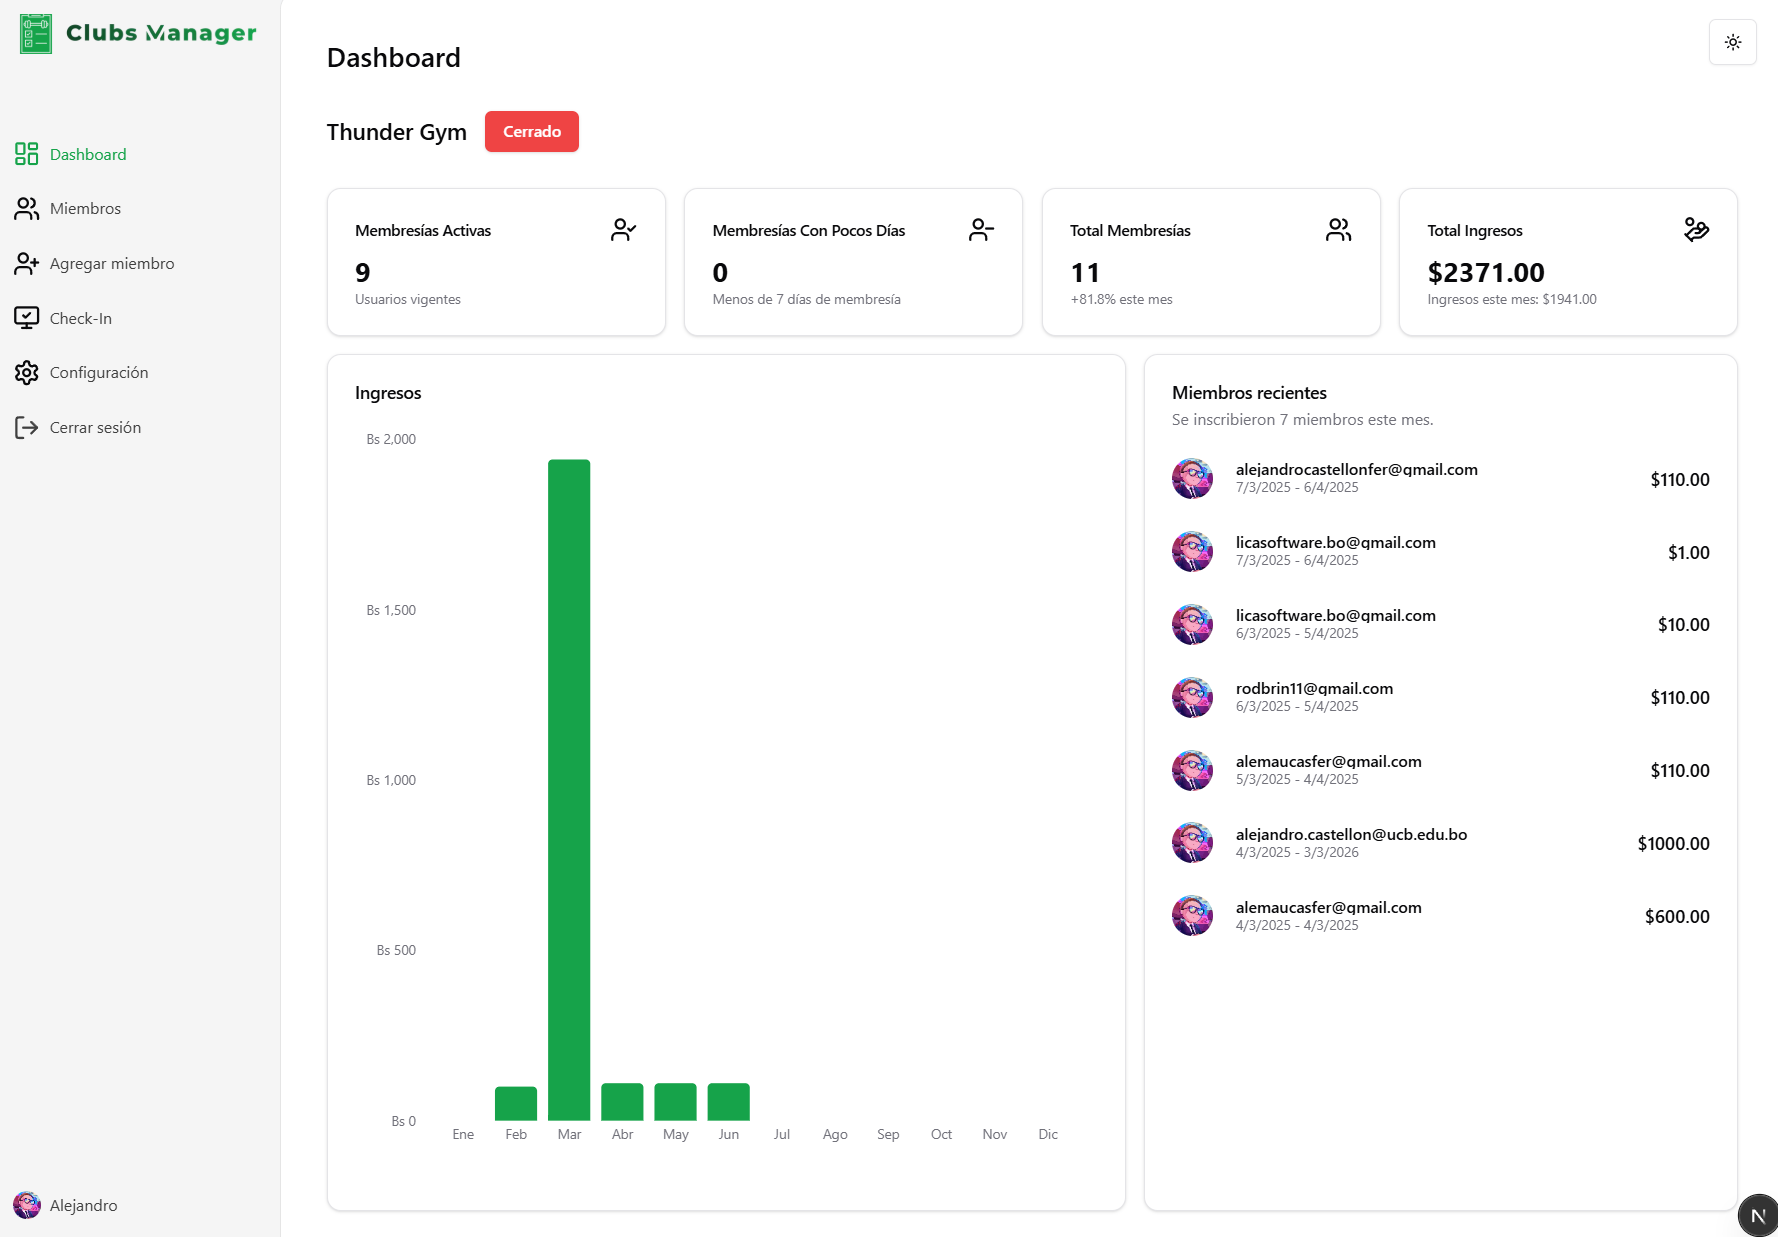 Clubs Manager
Dashboard
Miembros
Agregar miembro
Check-In
Configuración
Cerrar sesión
Alejandro
Dashboard
Thunder Gym
Cerrado
Membresías Activas
9
Usuarios vigentes
Membresías Con Pocos Días
0
Menos de 7 días de membresía
Total Membresías
11
+81.8% este mes
Total Ingresos
$2371.00
Ingresos este mes: $1941.00
Ingresos
Bs 2,000
Bs 1,500
Bs 1,000
Bs 500
Bs 0
Ene Feb Mar Abr May Jun Jul Ago Sep Oct Nov Dic
Miembros recientes
Se inscribieron 7 miembros este mes.
alejandrocastellonfer@gmail.com
7/3/2025 - 6/4/2025
$110.00
licasoftware.bo@gmail.com
7/3/2025 - 6/4/2025
$1.00
licasoftware.bo@gmail.com
6/3/2025 - 5/4/2025
$10.00
rodbrin11@gmail.com
6/3/2025 - 5/4/2025
$110.00
alemaucasfer@gmail.com
5/3/2025 - 4/4/2025
$110.00
alejandro.castellon@ucb.edu.bo
4/3/2025 - 3/3/2026
$1000.00
alemaucasfer@gmail.com
4/3/2025 - 4/3/2025
$600.00
N